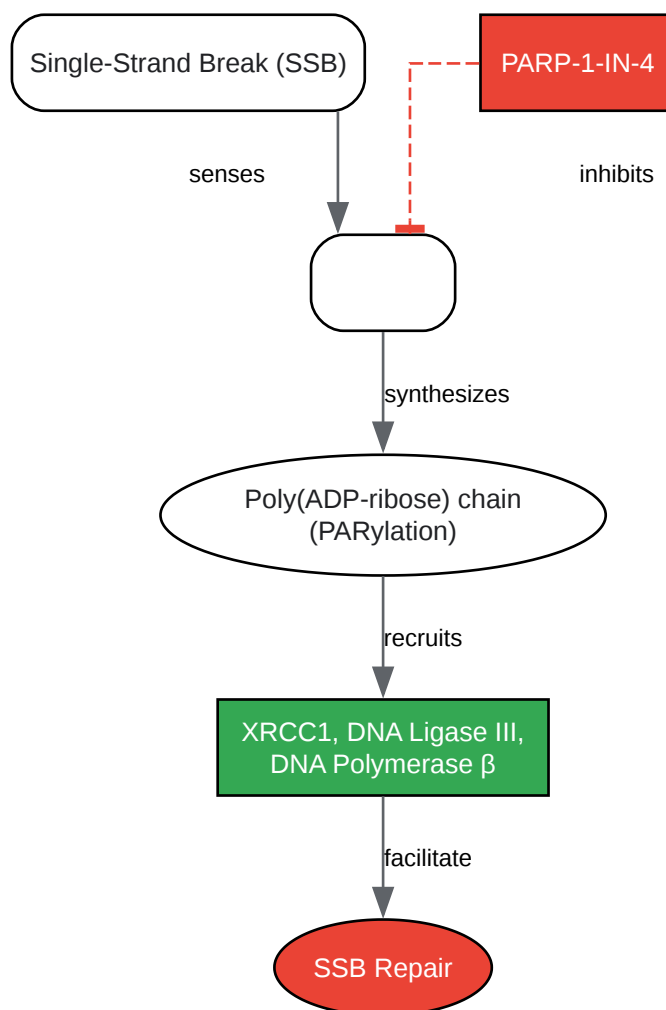 Single-Strand Break (SSB)
PARP-1-IN-4
senses
inhibits
synthesizes
Poly(ADP-ribose) chain
(PARylation)
recruits
XRCC1, DNA Ligase III,
DNA Polymerase β
facilitate
SSB Repair